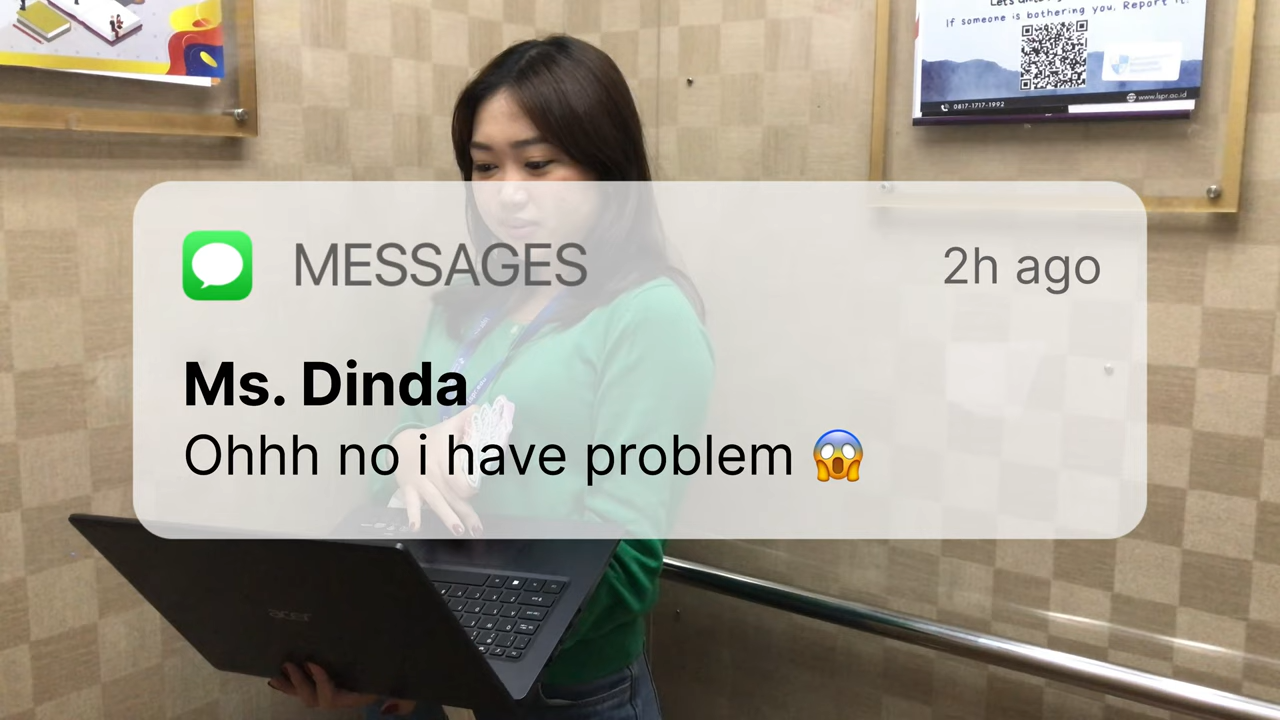 If someone is bothering you, Report it.
0817-1717-1992
www.lspr.ac.id
MESSAGES
2h ago
Ms. Dinda
Ohhh no i have problem 😱
acer